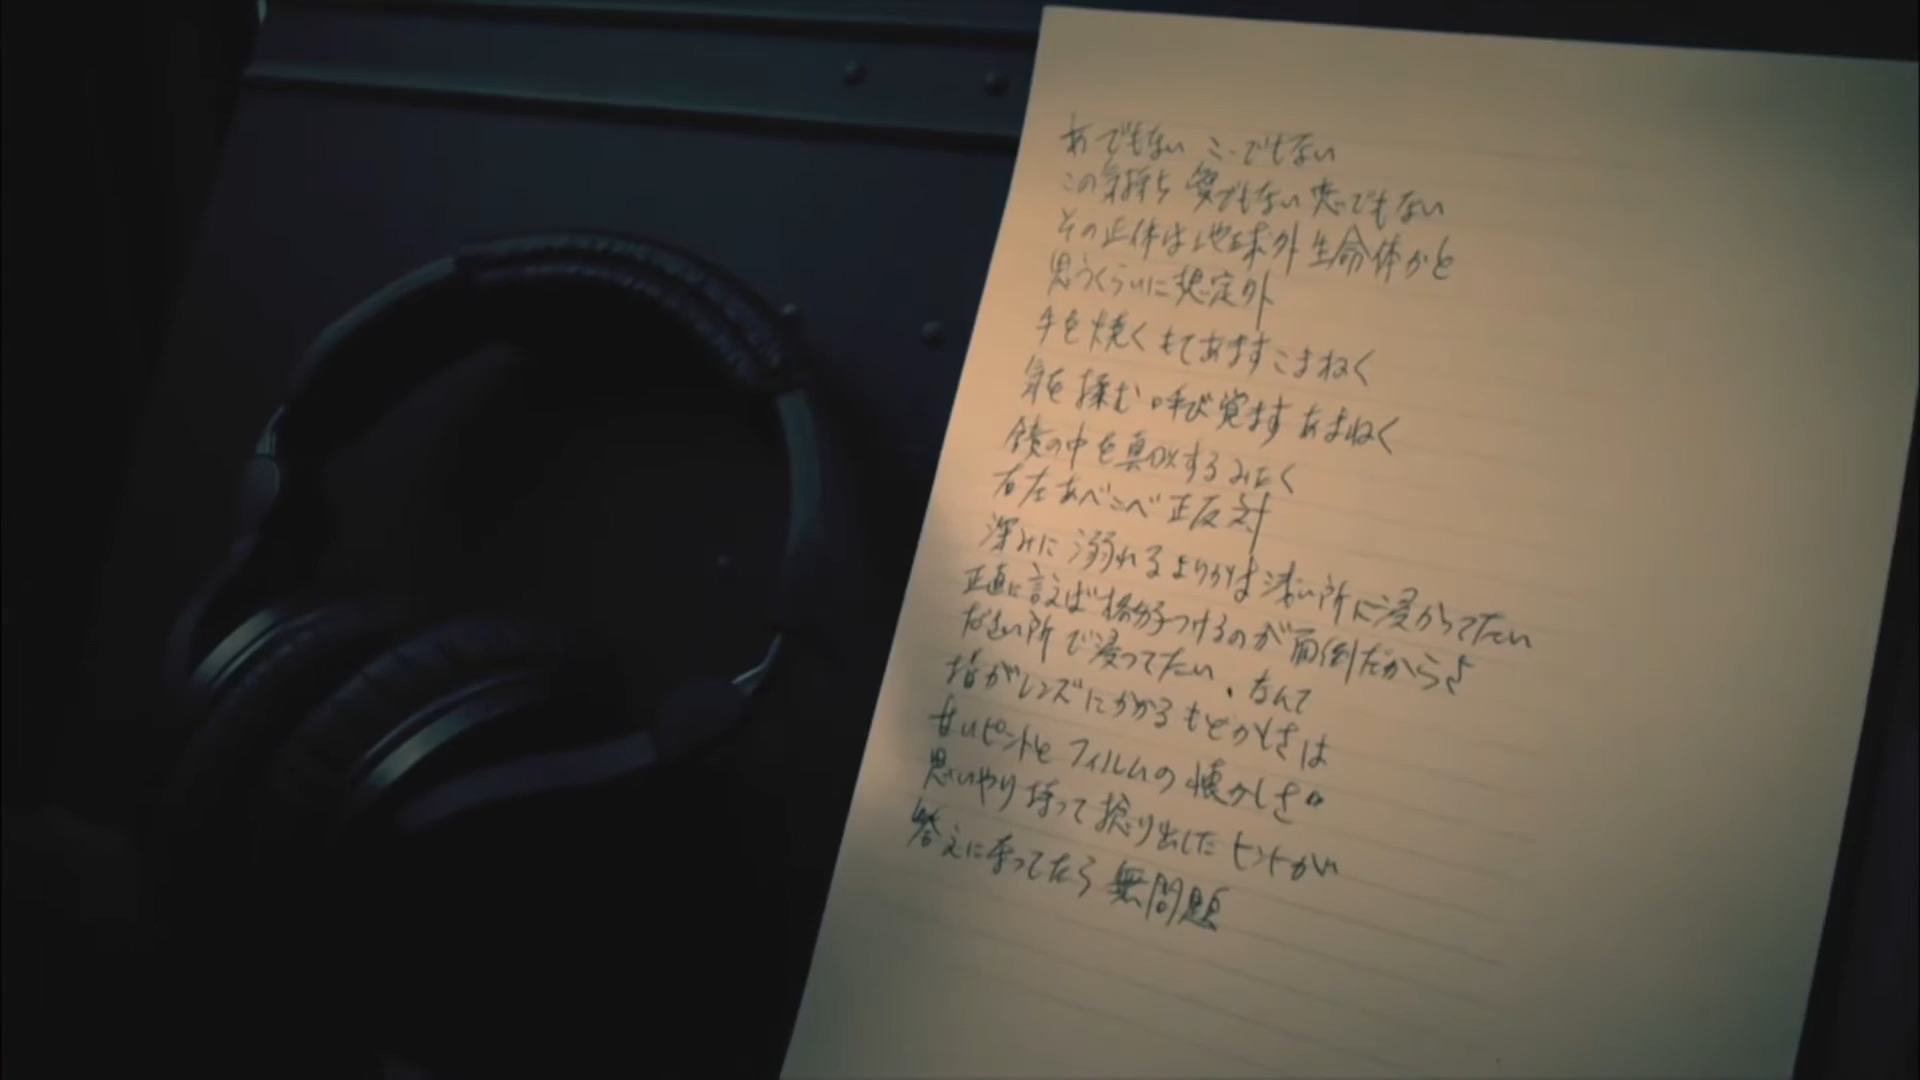 あーでもない こーでもない
この気持ち 愛でもない 恋でもない
その正体は地球外生命体かと
思うくらいに想定外
手を焼く もてあます こまねく
気を揉む 呼び覚ます あまねく
鏡の中を真似するみたく
右左あべこべ 正反対
深みに溺れるよりかは浅い所に浸かってたい
正直に言えば格好つけるのが面倒だからさ
な 所で浸ってたい、なんて
指がレンズにかかるもどかしさは
甘いピントとフィルムの懐かしさ
思いやり持って捻り出したヒントが
答えに奉ってたら無問題